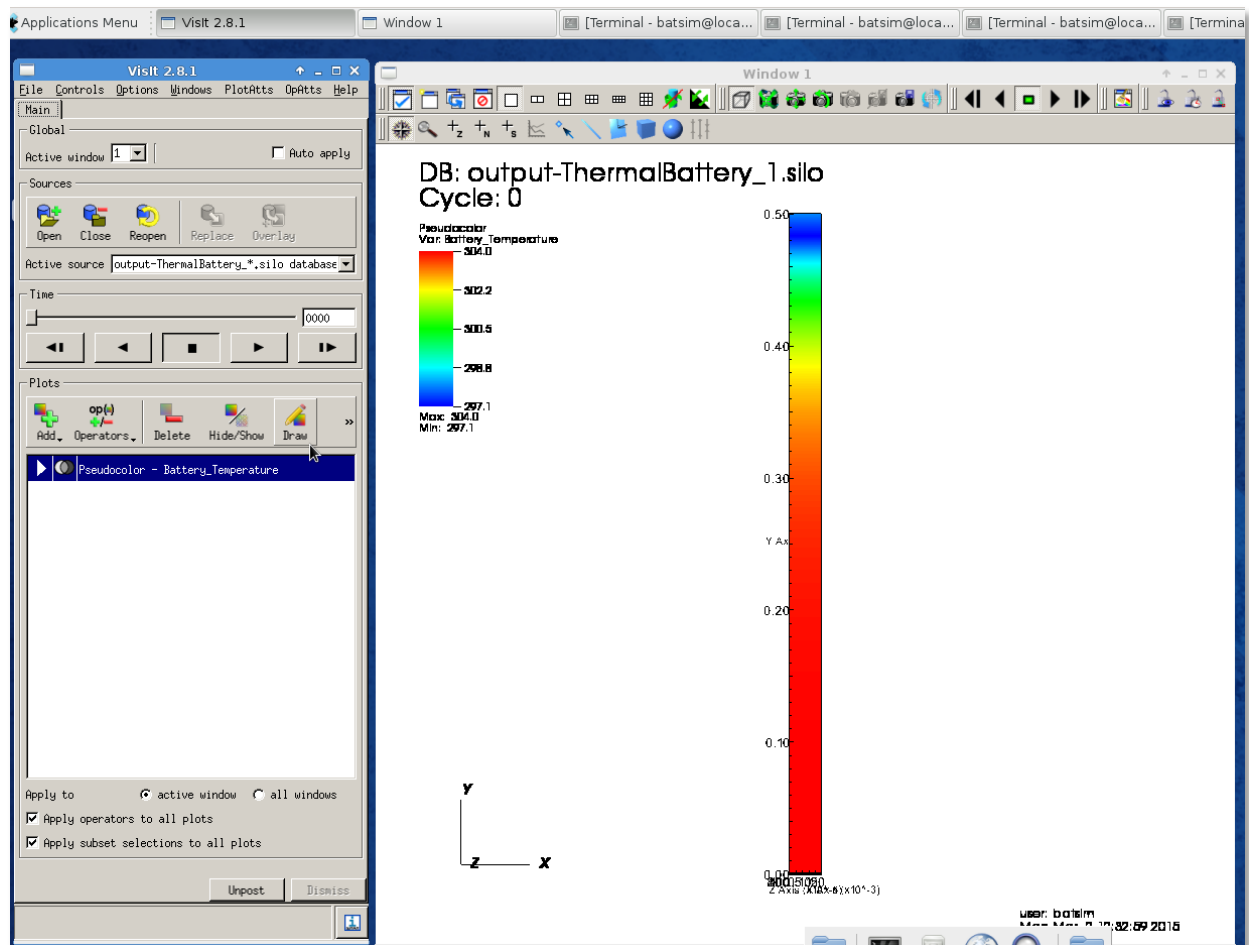 Applications Menu
VisIt 2.8.1
Window 1
[Terminal - batsim@loca...
[Terminal - batsim@loca...
[Terminal - batsim@loca...
[Termina
VisIt 2.8.1
File Controls Options Windows PlotAtts OpAtts Help
Main
Global
Active window 1
Auto apply
Sources
Open Close Reopen Replace Overlay
Active source output-ThermalBattery_*.silo database
Time
0000
Plots
op(+)
+/-
Add Operators Delete Hide/Show Draw »
Pseudocolor - Battery_Temperature
Apply to active window all windows
Apply operators to all plots
Apply subset selections to all plots
Unpost Dismiss
Window 1
+z +N +s
DB: output-ThermalBattery_1.silo
Cycle: 0
Pseudocolor
Var: Battery_Temperature
304.0
302.2
300.5
298.8
297.1
Max: 304.0
Min: 297.1
0.50
0.40
0.30
Y Ax
0.20
0.10
0.00
Z Axis
Y
Z X
user: batsim